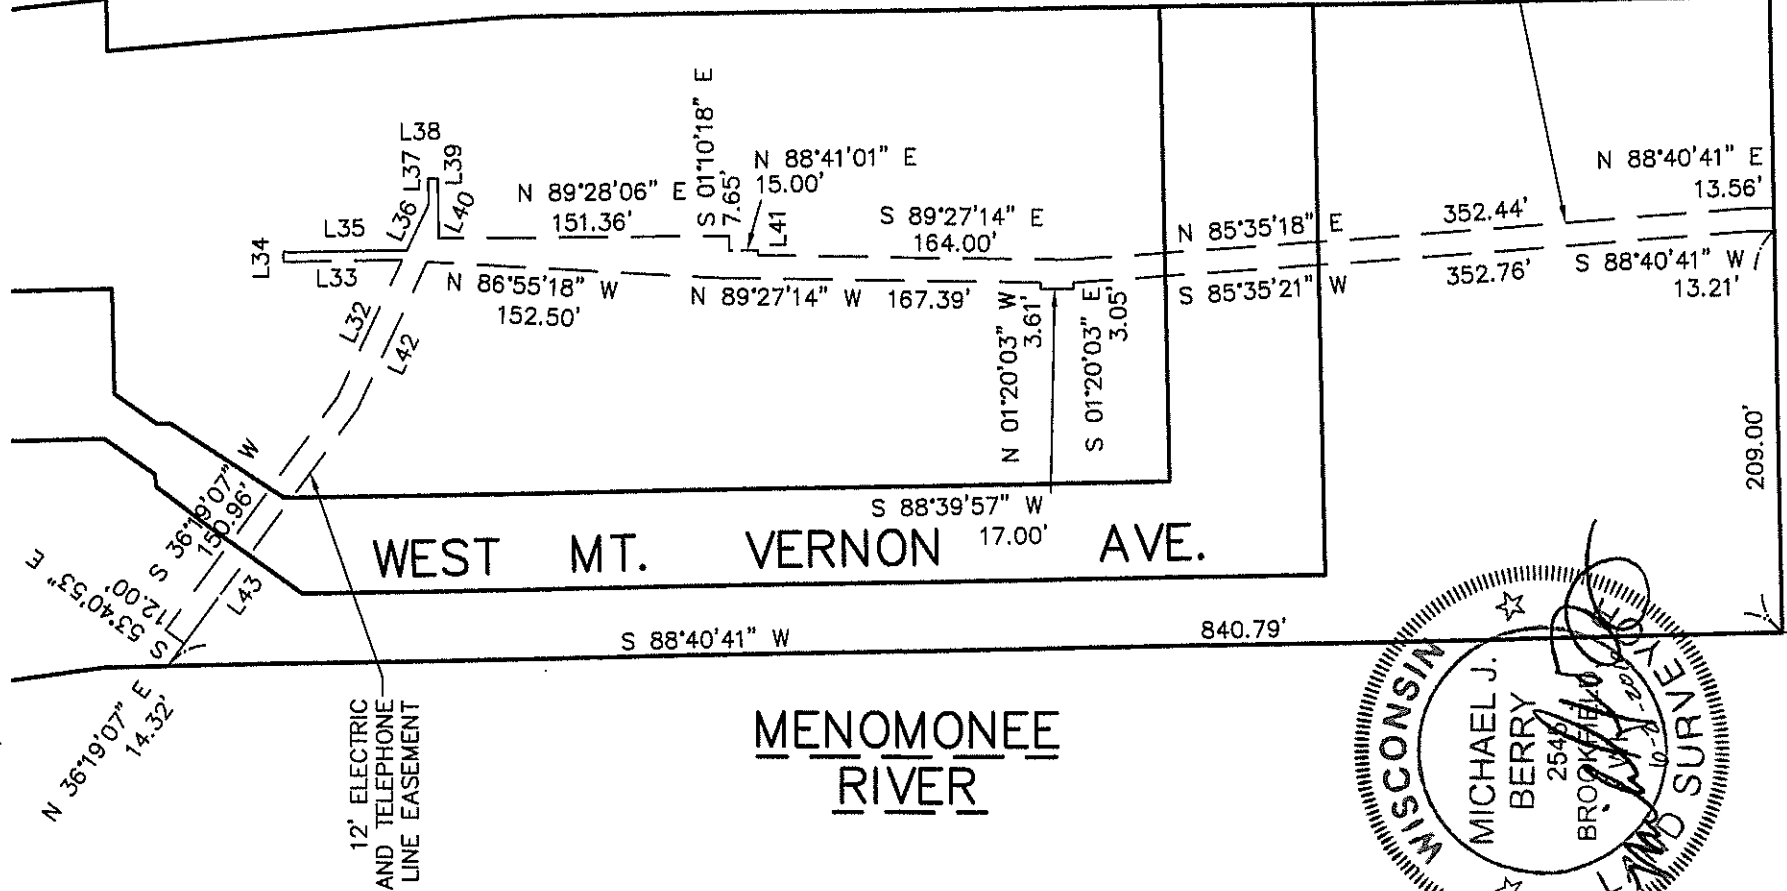 L38
L37
L39
L36
L40
L35
L34
L33
L32
L42
N 89°28'06" E
151.36'
S 01°10'18" E
7.65'
N 88°41'01" E
15.00'
L41
S 89°27'14" E
164.00'
N 85°35'18" E
352.44'
N 88°40'41" E
13.56'
N 86°55'18" W
152.50'
N 89°27'14" W
167.39'
N 01°20'03" W
3.61'
S 01°20'03" E
3.05'
S 85°35'21" W
352.76'
S 88°40'41" W
13.21'
S 88°39'57" W
17.00'
209.00'
S 36°19'07" W
150.96'
S 53°40'53" E
12.00'
L43
WEST MT. VERNON AVE.
S 88°40'41" W
840.79'
N 36°19'07" E
14.32'
12' ELECTRIC
AND TELEPHONE
LINE EASEMENT
MENOMONEE
RIVER
WISCONSIN
MICHAEL J.
BERRY
2545
BROOKFIELD